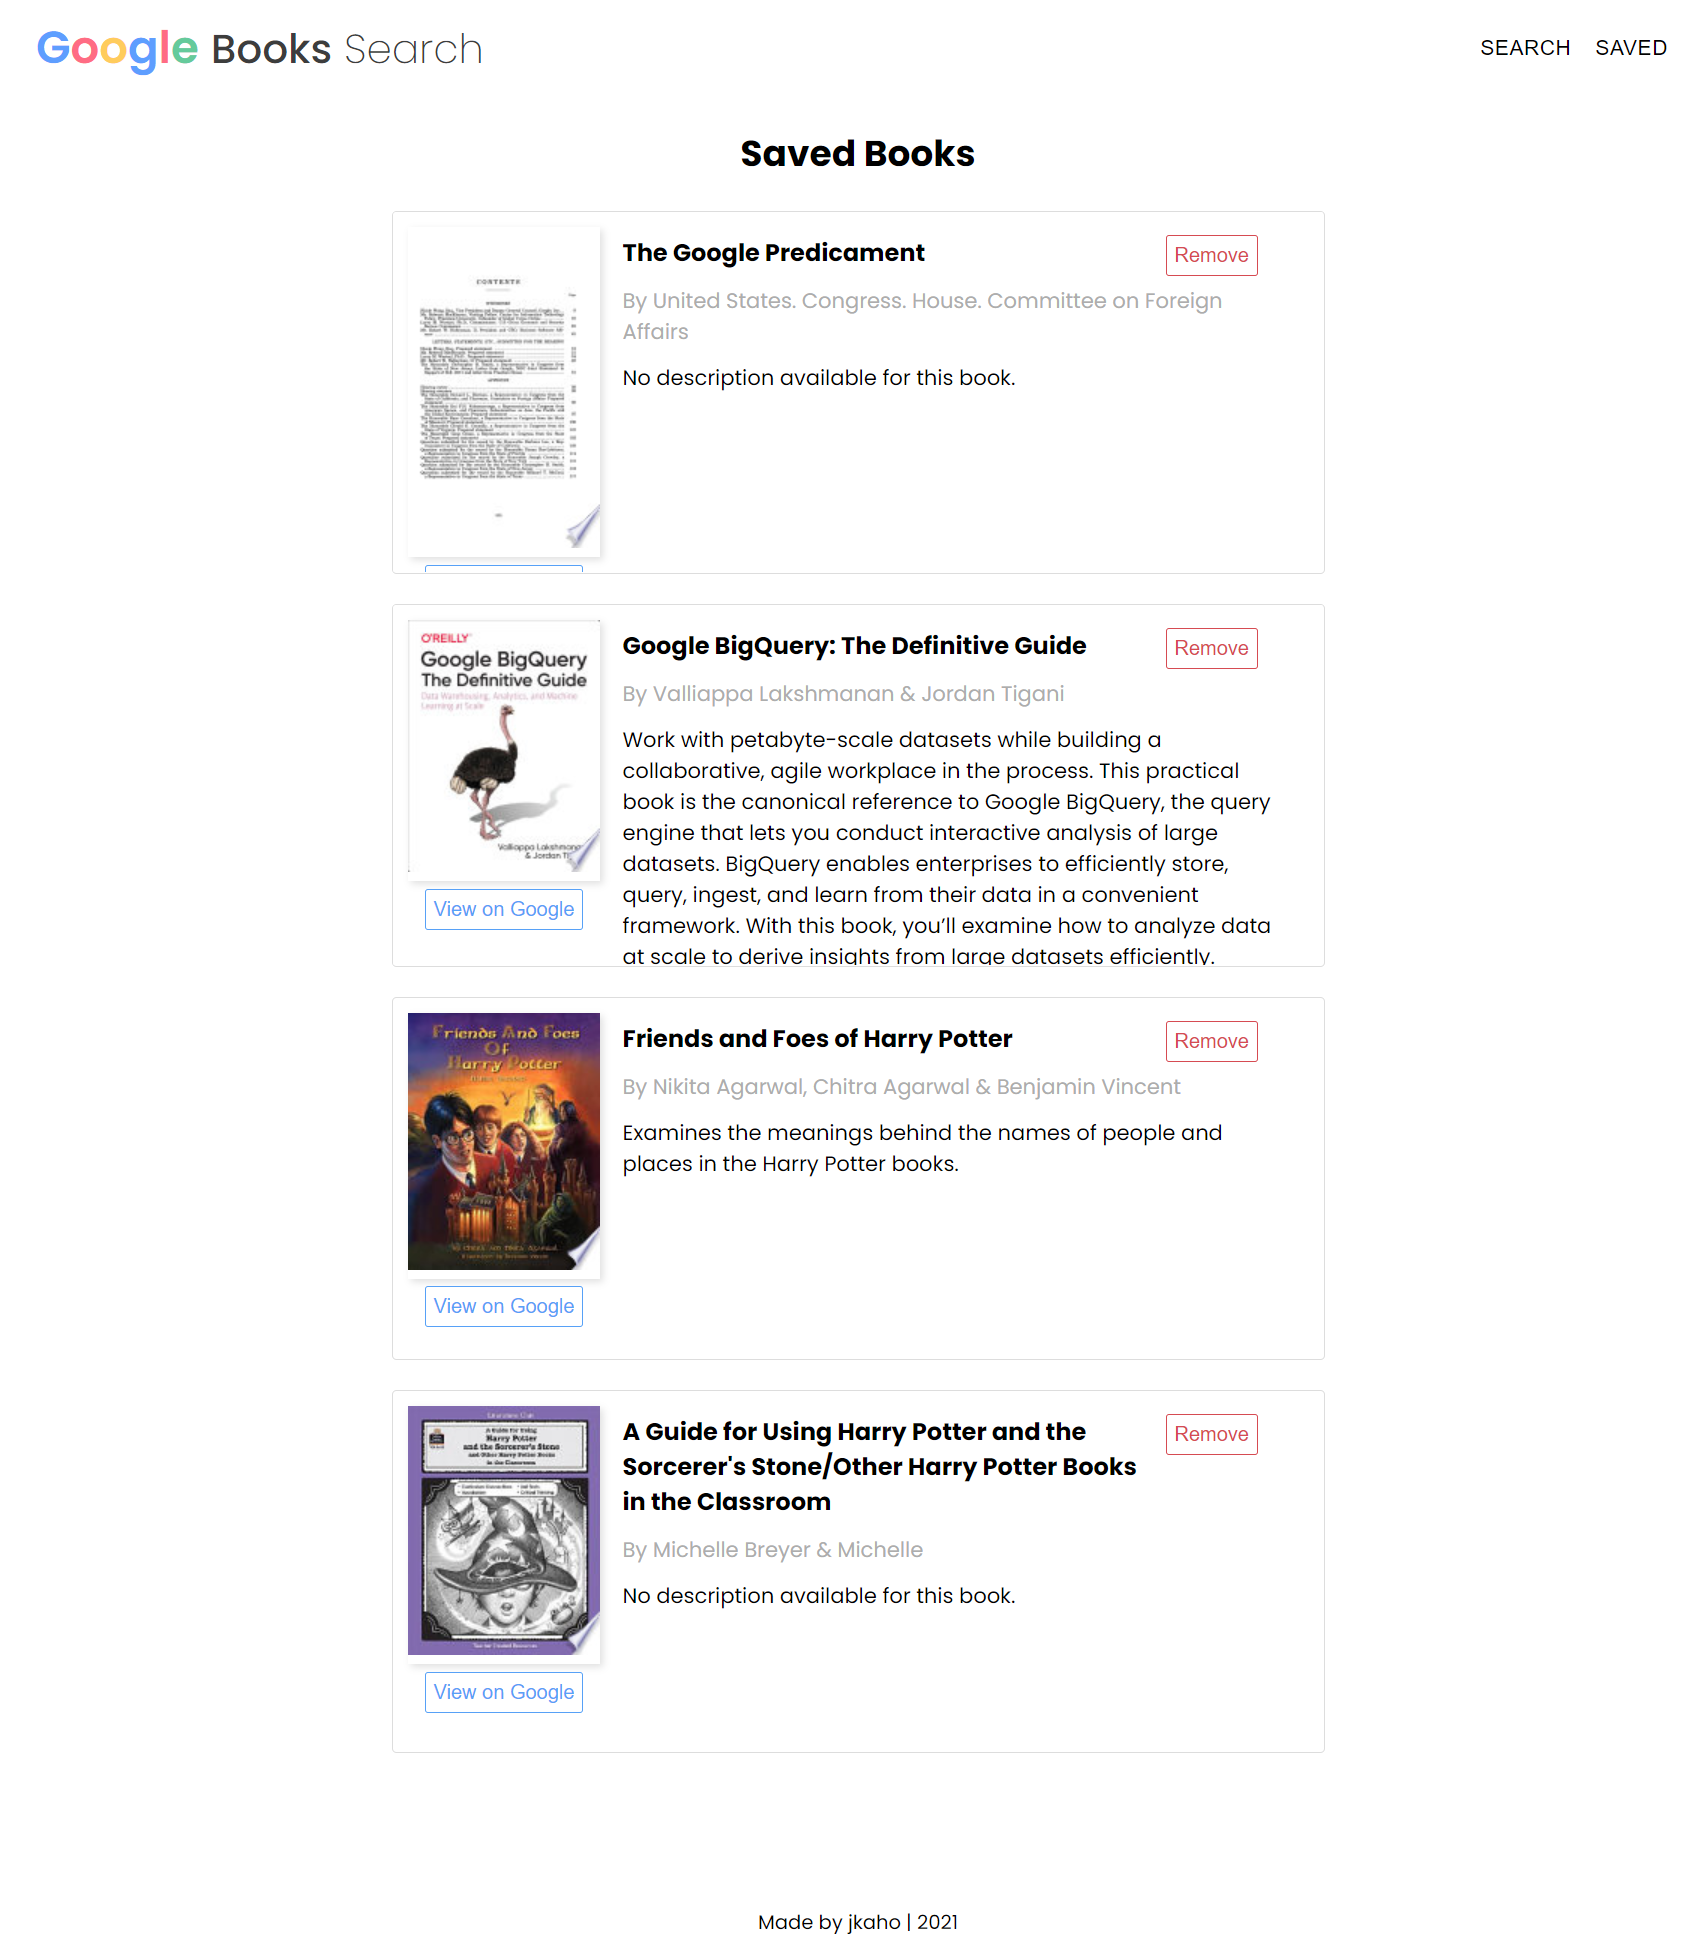 Google Books Search
SEARCH
SAVED
Saved Books
CONTENTS
The Google Predicament
Remove
By United States. Congress. House. Committee on Foreign
Affairs
No description available for this book.
O'REILLY
Google BigQuery
The Definitive Guide
Data Warehousing, Analytics, and Machine
Learning at Scale
Valliappa Lakshmana
& Jordan Ti
View on Google
Google BigQuery: The Definitive Guide
Remove
By Valliappa Lakshmanan & Jordan Tigani
Work with petabyte-scale datasets while building a
collaborative, agile workplace in the process. This practical
book is the canonical reference to Google BigQuery, the query
engine that lets you conduct interactive analysis of large
datasets. BigQuery enables enterprises to efficiently store,
query, ingest, and learn from their data in a convenient
framework. With this book, you’ll examine how to analyze data
at scale to derive insights from large datasets efficiently.
Friends And Foes
Of
Harry Potter
View on Google
Friends and Foes of Harry Potter
Remove
By Nikita Agarwal, Chitra Agarwal & Benjamin Vincent
Examines the meanings behind the names of people and
places in the Harry Potter books.
Literature Unit
A Guide for Using
Harry Potter
and the Sorcerer's Stone
and Other Harry Potter Books
in the Classroom
Teacher Created Resources
View on Google
A Guide for Using Harry Potter and the
Sorcerer's Stone/Other Harry Potter Books
in the Classroom
Remove
By Michelle Breyer & Michelle
No description available for this book.
Made by jkaho | 2021